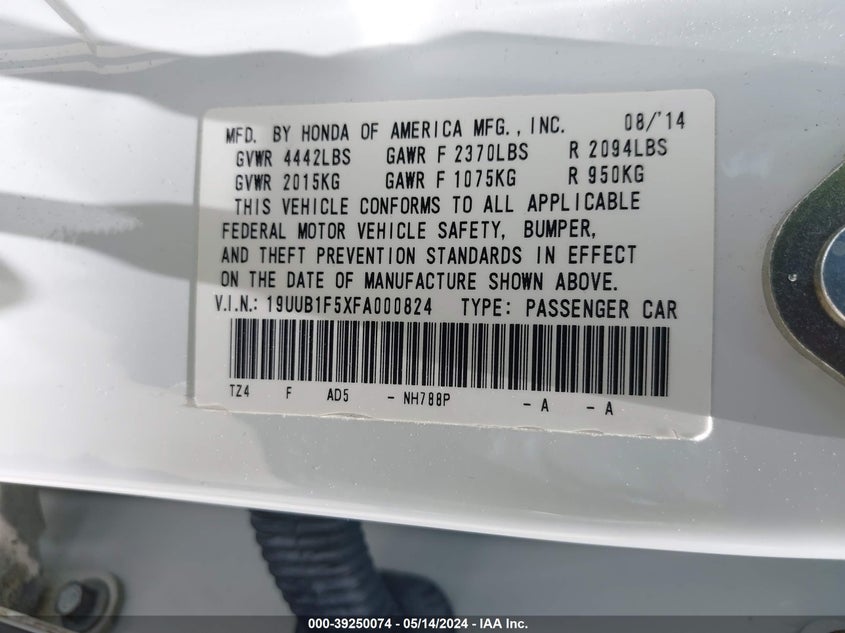 MFD. BY HONDA OF AMERICA MFG., INC. 08/'14
GVWR 4442LBS GAWR F 2370LBS R 2094LBS
GVWR 2015KG GAWR F 1075KG R 950KG
THIS VEHICLE CONFORMS TO ALL APPLICABLE
FEDERAL MOTOR VEHICLE SAFETY, BUMPER,
AND THEFT PREVENTION STANDARDS IN EFFECT
ON THE DATE OF MANUFACTURE SHOWN ABOVE.
V.I.N.: 19UUB1F5XFA000824 TYPE: PASSENGER CAR
TZ4 F AD5 - NH788P - A - A
000-39250074 - 05/14/2024 - IAA Inc.